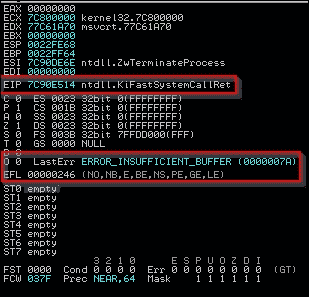 ECX 00000000
EDX 7C800000 kernel32.7C800000
EDX 77C61A70 msvcrt.77C61A70
EBX 00000000
ESP 0022FE68
EBP 0022FF64
ESI 7C90DE6E ntdll.ZwTerminateProcess
EDI 00000000
EIP 7C90E514 ntdll.KiFastSystemCallRet
C 0 ES 0023 32bit 0(FFFFFFFF)
P 1 CS 001B 32bit 0(FFFFFFFF)
A 0 SS 0023 32bit 0(FFFFFFFF)
Z 1 DS 0023 32bit 0(FFFFFFFF)
S 0 FS 003B 32bit 7FFDD000(FFF)
T 0 GS 0000 NULL
D 0
O 0 LastErr ERROR_INSUFFICIENT_BUFFER (0000007A)
EFL 00000246 (NO,NB,E,BE,NS,PE,GE,LE)
ST0 empty
ST1 empty
ST2 empty
ST3 empty
ST4 empty
ST5 empty
ST6 empty
ST7 empty
3 2 1 0 E S P U O Z D I
FST 0000 Cond 0 0 0 0 Err 0 0 0 0 0 0 0 0 (GT)
FCW 037F Prec NEAR,64 Mask 1 1 1 1 1 1